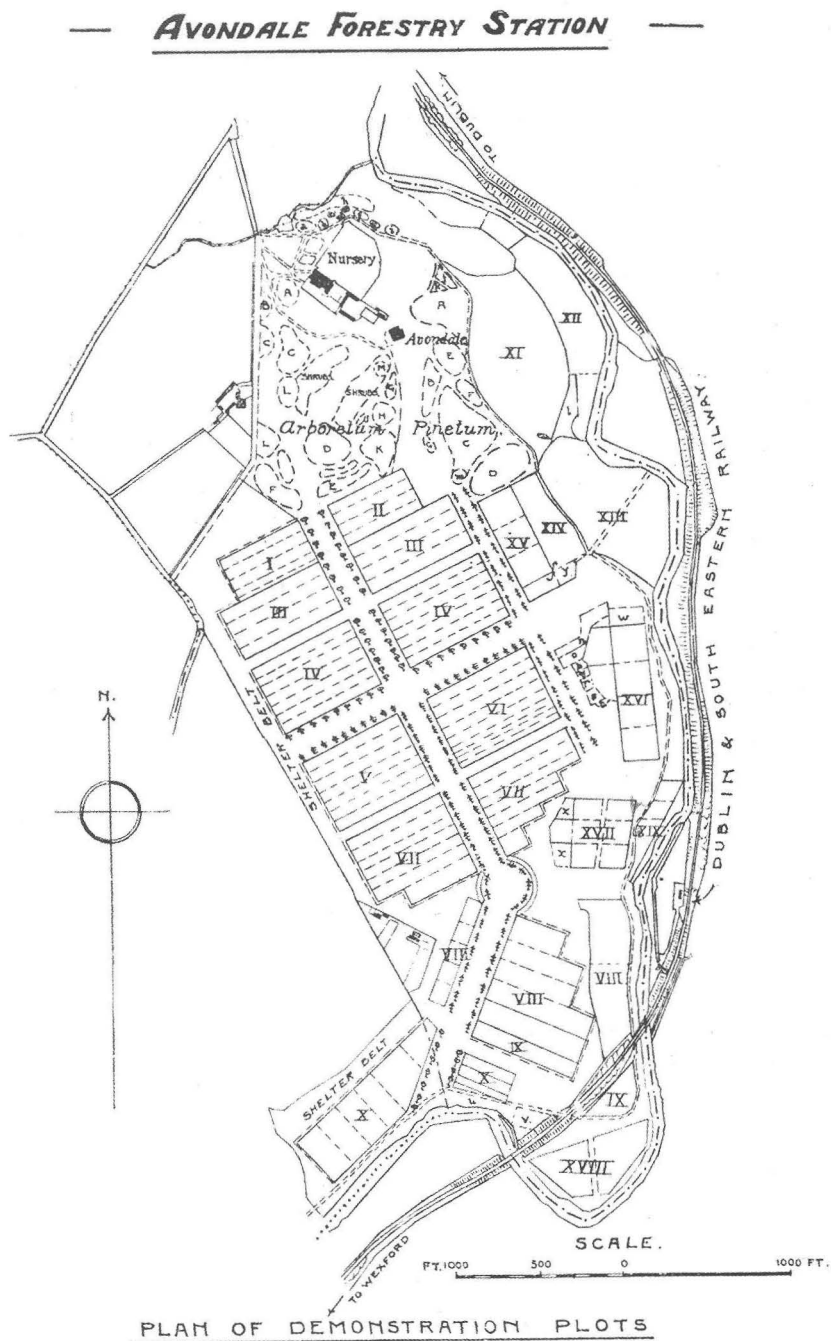 AVONDALE FORESTRY STATION
TO DUBLIN
Nursery
A
B
R
XII
Avondale
XI
C
G
SHRUBS
M
E
L
SHRUBS
H
D
Arboretum
Pinetum
C
L
D
K
D
F
E
II
XV
XIV
XIII
III
I
III
IV
W
IV
XVI
N.
SHELTER BELT
VI
V
VII
X
XVII
XIX
X
VII
DUBLIN & SOUTH EASTERN RAILWAY
VIII
VIII
VIII
IX
SHELTER BELT
X
X
IX
V.
XVIII
SCALE.
FT. 1000 500 0 1000 FT.
TO WEXFORD
PLAN OF DEMONSTRATION PLOTS